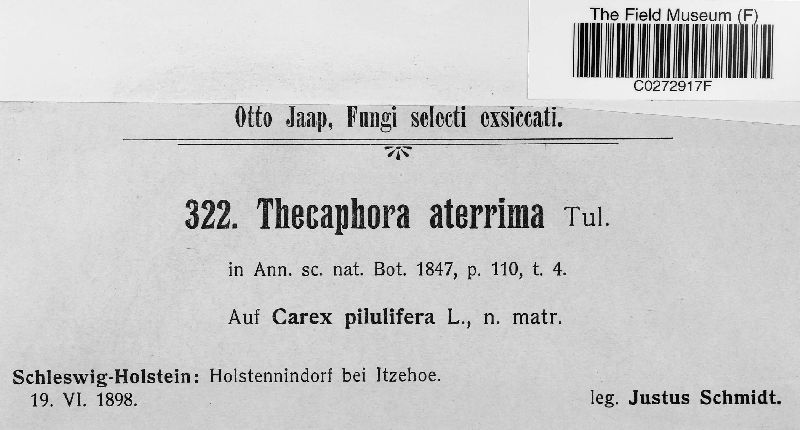 The Field Museum (F)
C0272917F
Otto Jaap, Fungi selecti exsiccati.
322. Thecaphora aterrima Tul.
in Ann. sc. nat. Bot. 1847, p. 110, t. 4.
Auf Carex pilulifera L., n. matr.
Schleswig-Holstein: Holstennindorf bei Itzehoe.
19. VI. 1898.
leg. Justus Schmidt.